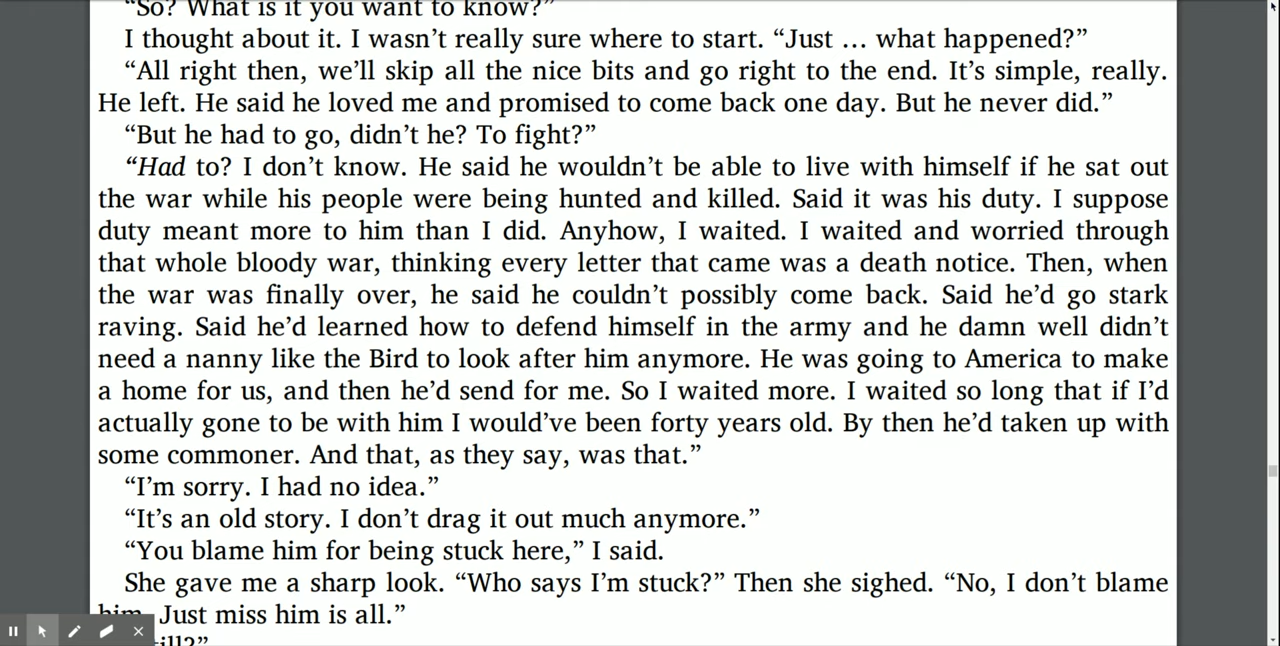 “So? What is it you want to know?”
I thought about it. I wasn’t really sure where to start. “Just … what happened?”
“All right then, we’ll skip all the nice bits and go right to the end. It’s simple, really.
He left. He said he loved me and promised to come back one day. But he never did.”
“But he had to go, didn’t he? To fight?”
“Had to? I don’t know. He said he wouldn’t be able to live with himself if he sat out
the war while his people were being hunted and killed. Said it was his duty. I suppose
duty meant more to him than I did. Anyhow, I waited. I waited and worried through
that whole bloody war, thinking every letter that came was a death notice. Then, when
the war was finally over, he said he couldn’t possibly come back. Said he’d go stark
raving. Said he’d learned how to defend himself in the army and he damn well didn’t
need a nanny like the Bird to look after him anymore. He was going to America to make
a home for us, and then he’d send for me. So I waited more. I waited so long that if I’d
actually gone to be with him I would’ve been forty years old. By then he’d taken up with
some commoner. And that, as they say, was that.”
“I’m sorry. I had no idea.”
“It’s an old story. I don’t drag it out much anymore.”
“You blame him for being stuck here,” I said.
She gave me a sharp look. “Who says I’m stuck?” Then she sighed. “No, I don’t blame
him. Just miss him is all.”